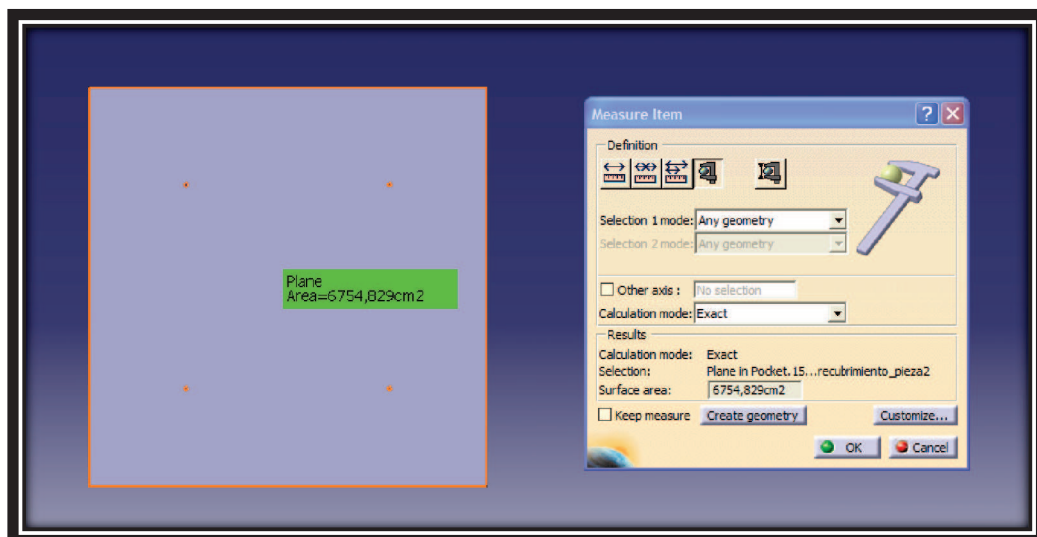 Plane
Area=6754,829cm2
Measure Item
Definition
Selection 1 mode: Any geometry
Selection 2 mode: Any geometry
Other axis : No selection
Calculation mode: Exact
Results
Calculation mode: Exact
Selection: Plane in Pocket.15...recubrimiento_pieza2
Surface area: 6754,829cm2
Keep measure Create geometry Customize...
OK Cancel